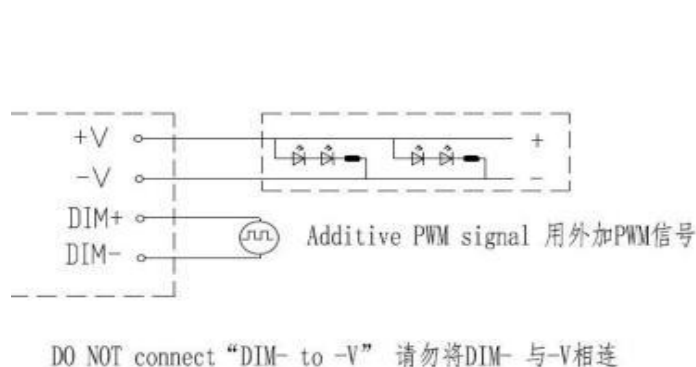 +V
+
-V
-
DIM+
Additive PWM signal 用外加PWM信号
DIM-
DO NOT connect “DIM- to -V” 请勿将DIM- 与-V相连